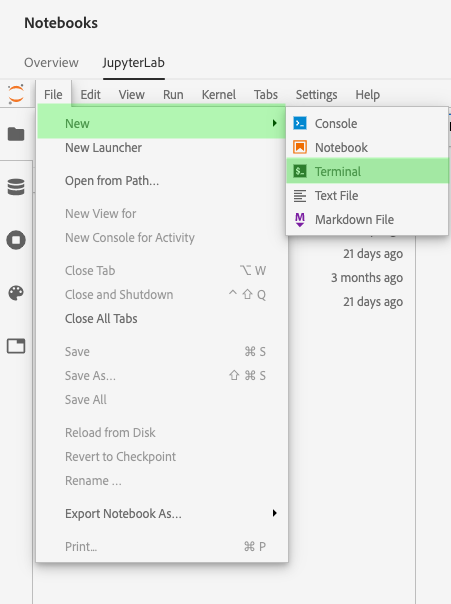 Notebooks
Overview JupyterLab
File Edit View Run Kernel Tabs Settings Help
New
New Launcher
Open from Path...
New View for
New Console for Activity
Close Tab ⌥ W
Close and Shutdown ^ ⇧ Q
Close All Tabs
Save ⌘ S
Save As... ⇧ ⌘ S
Save All
Reload from Disk
Revert to Checkpoint
Rename ...
Export Notebook As...
Print... ⌘ P
Console
Notebook
$_ Terminal
Text File
M Markdown File
21 days ago
3 months ago
21 days ago